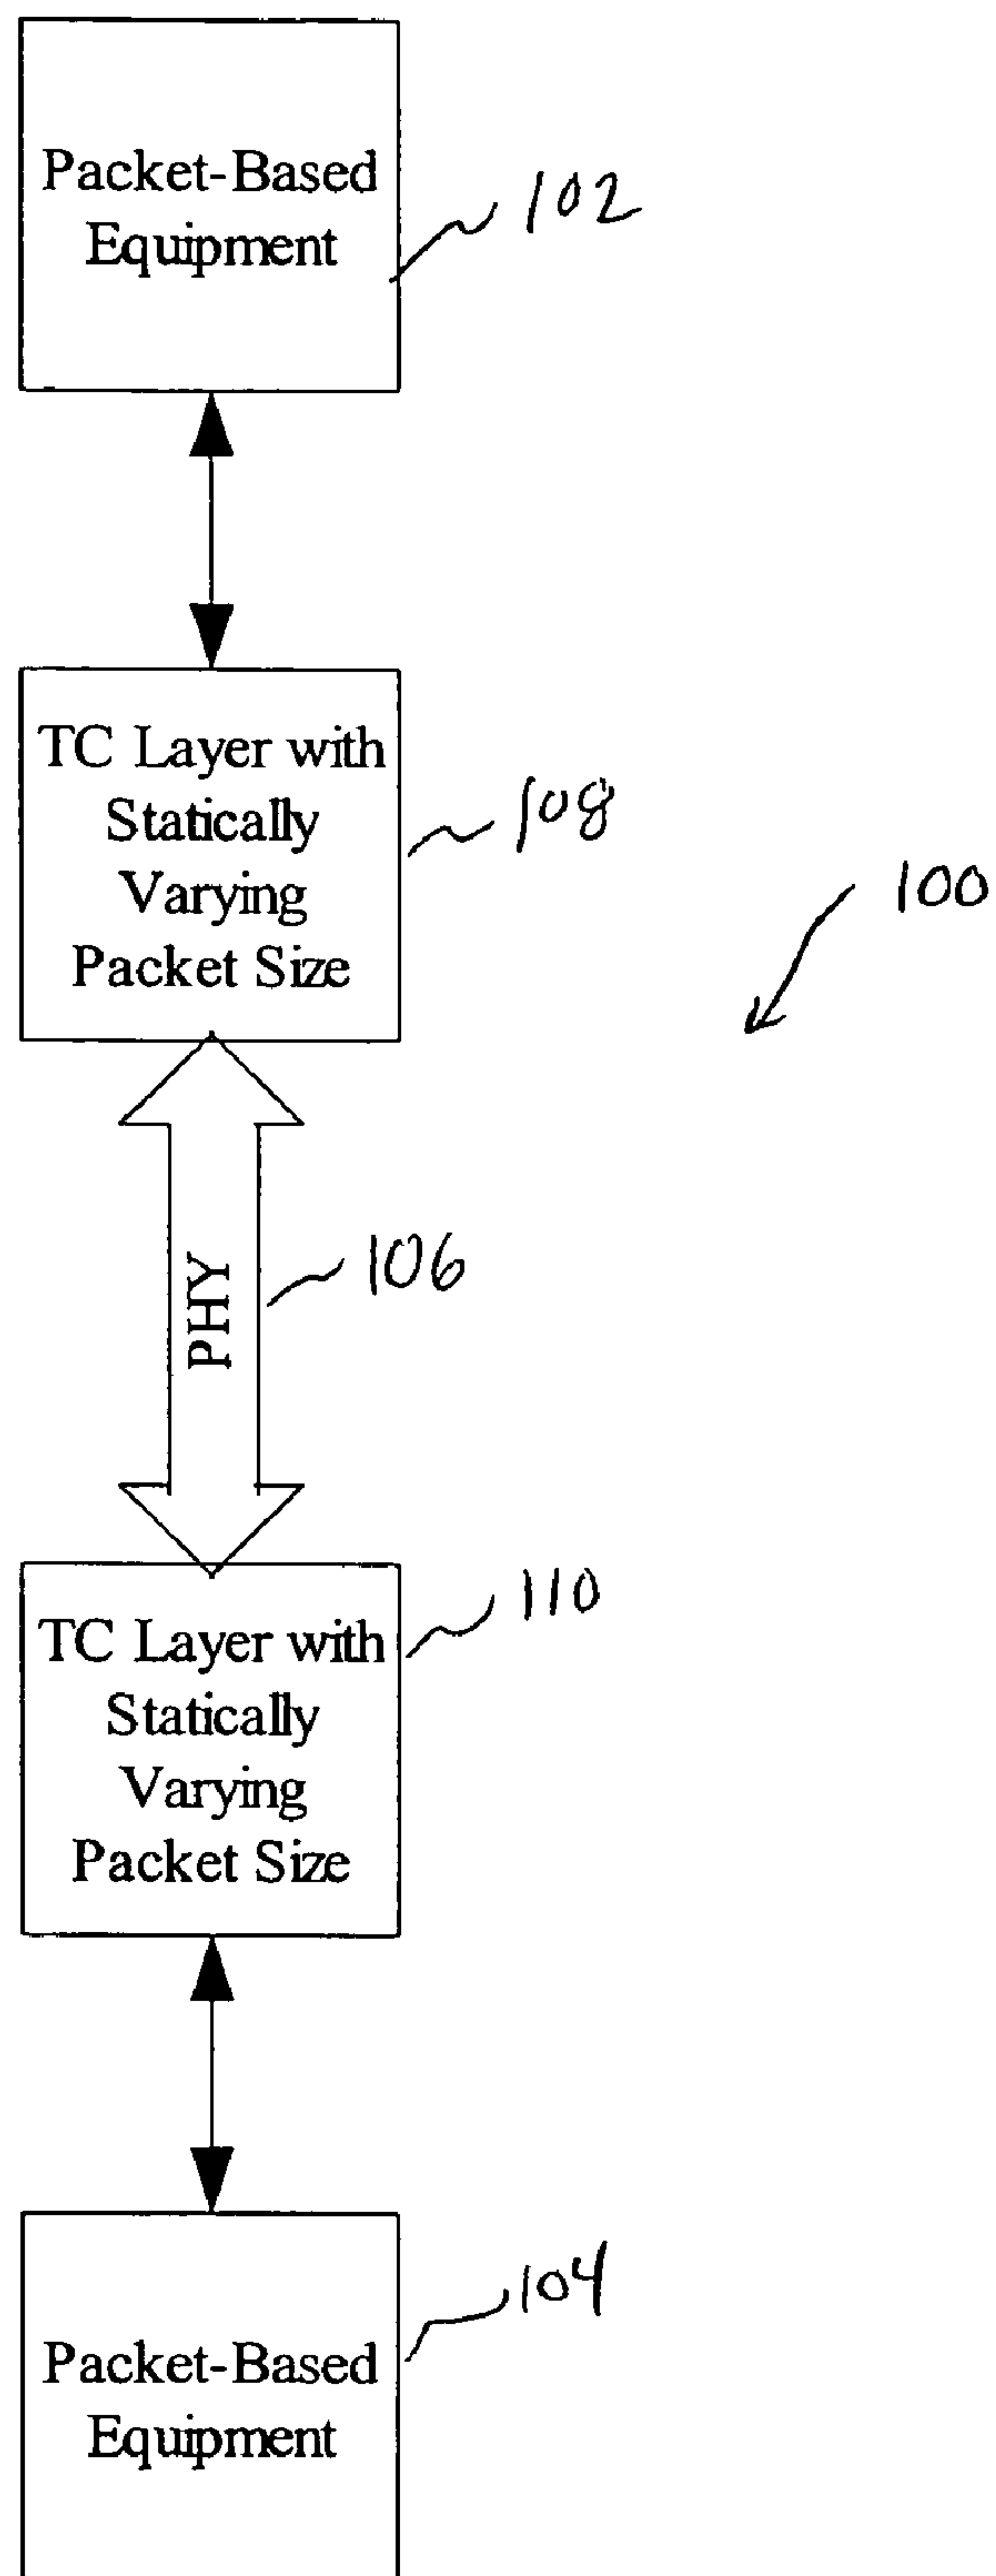 Packet-Based
Equipment
102
TC Layer with
Statically
Varying
Packet Size
108
100
PHY
106
TC Layer with
Statically
Varying
Packet Size
110
Packet-Based
Equipment
104